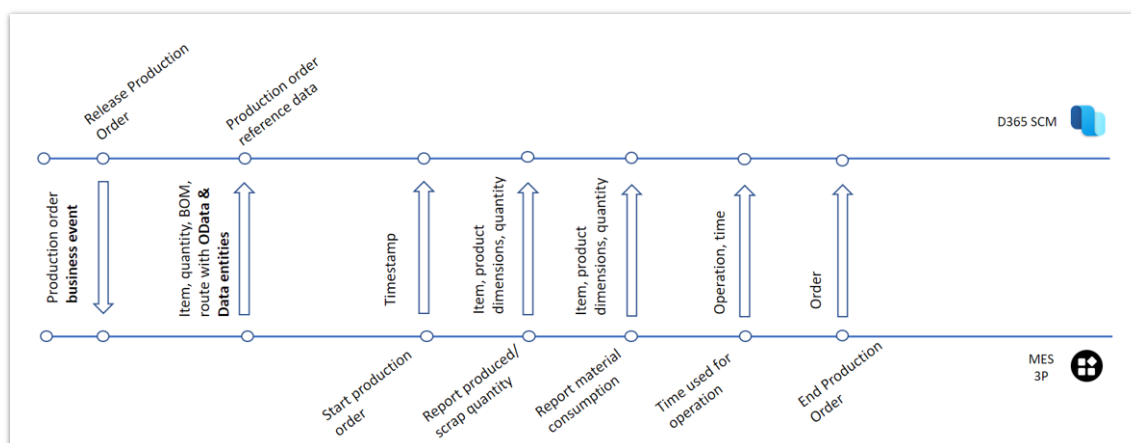 Release Production
Order
Production order
reference data
D365 SCM
Production order
business event
Item, quantity, BOM,
route with OData &
Data entities
Timestamp
Item, product
dimensions, quantity
Item, product
dimensions, quantity
Operation, time
Order
Start production
order
Report produced/
scrap quantity
Report material
consumption
Time used for
operation
End Production
Order
MES
3P